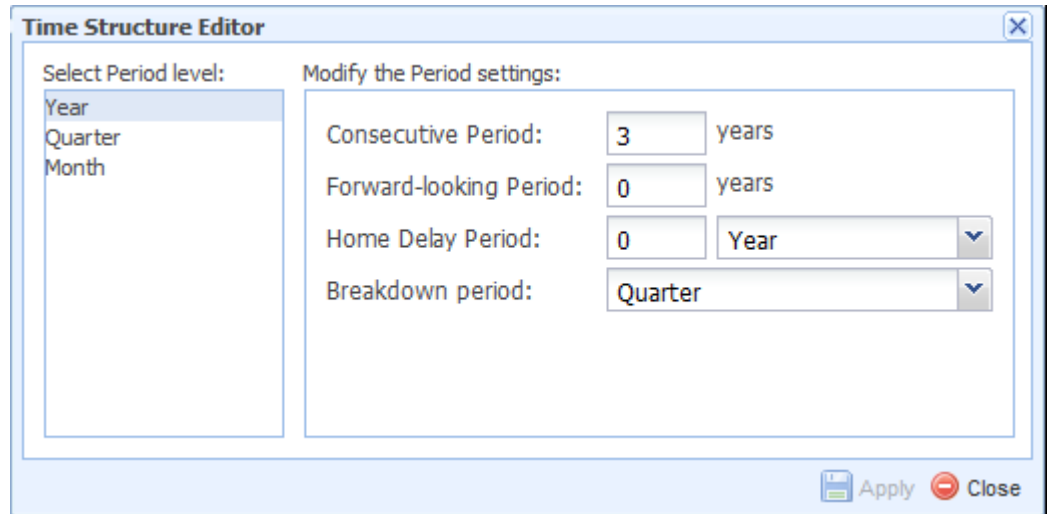 Time Structure Editor
Select Period level:
Year
Quarter
Month
Modify the Period settings:
Consecutive Period: 3 years
Forward-looking Period: 0 years
Home Delay Period: 0 Year
Breakdown period: Quarter
Apply Close